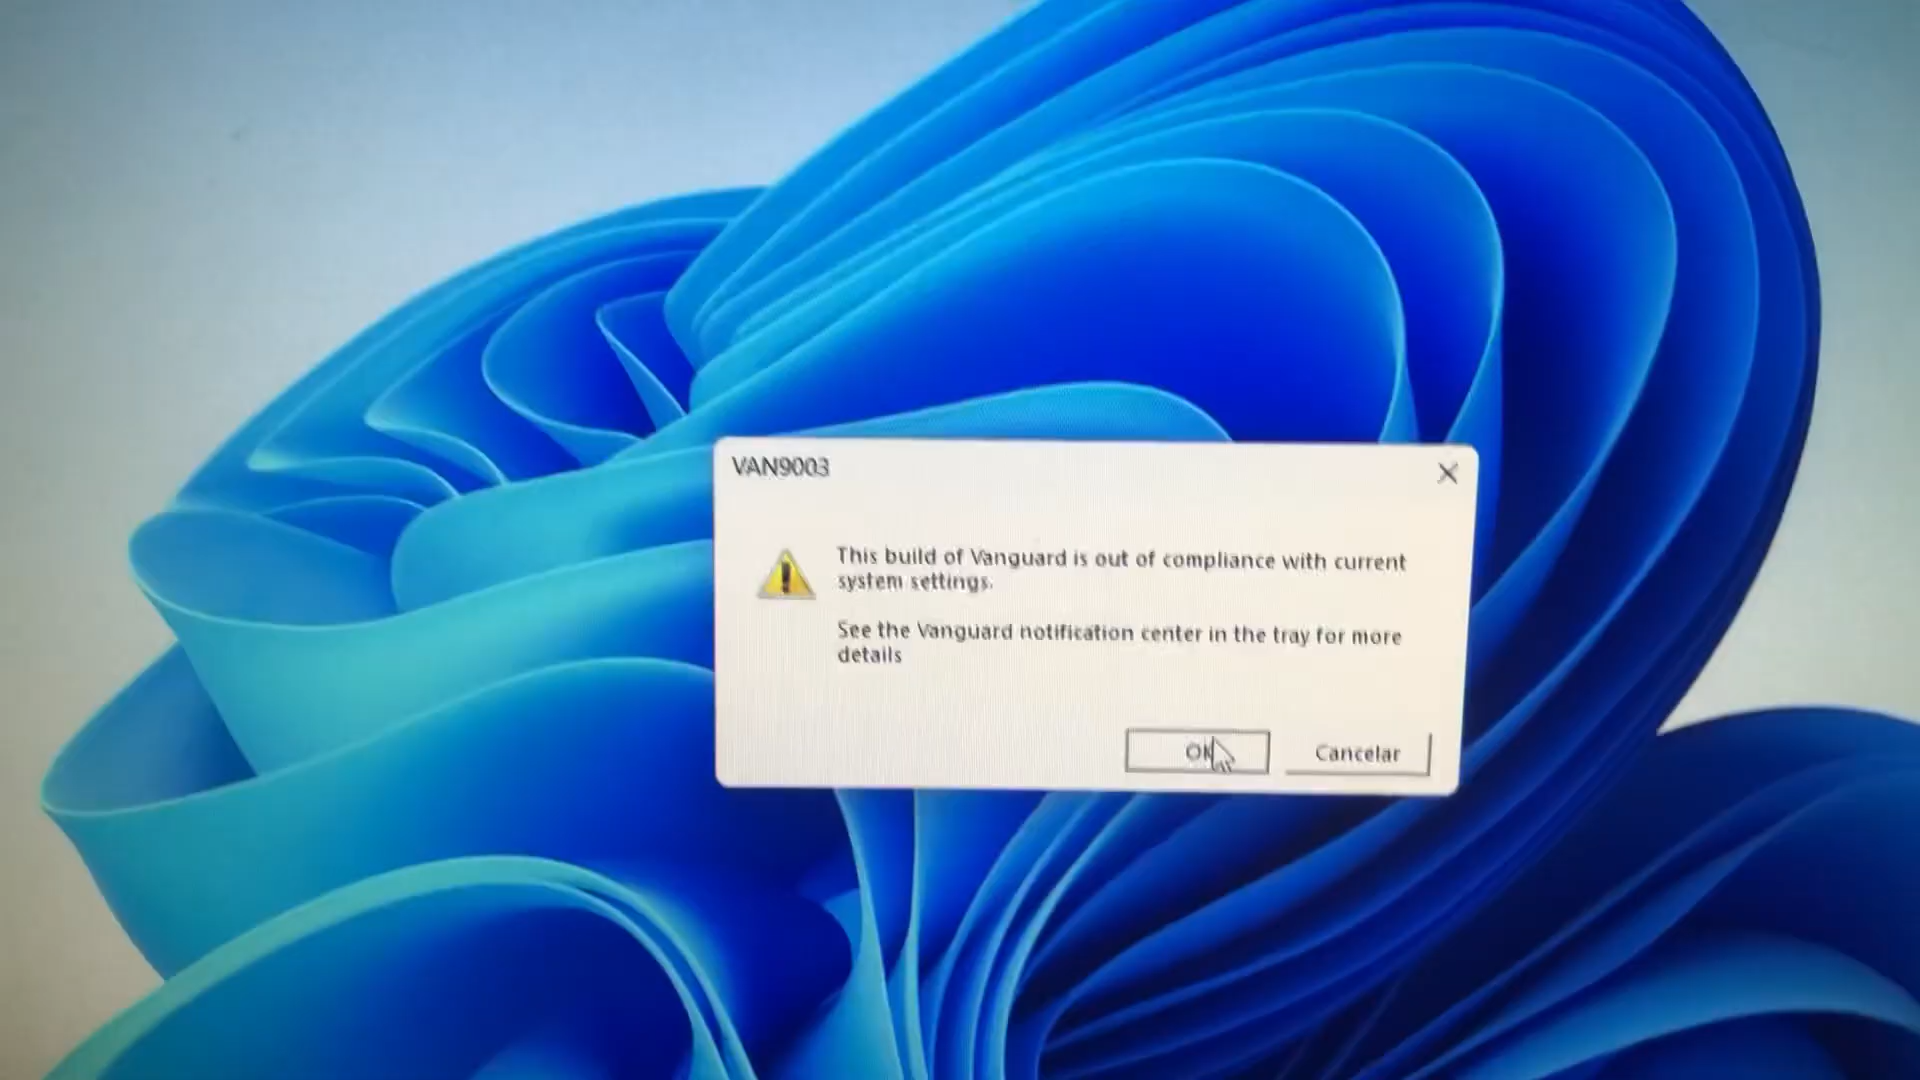 VAN9003
This build of Vanguard is out of compliance with current
system settings.
See the Vanguard notification center in the tray for more
details
OK
Cancelar